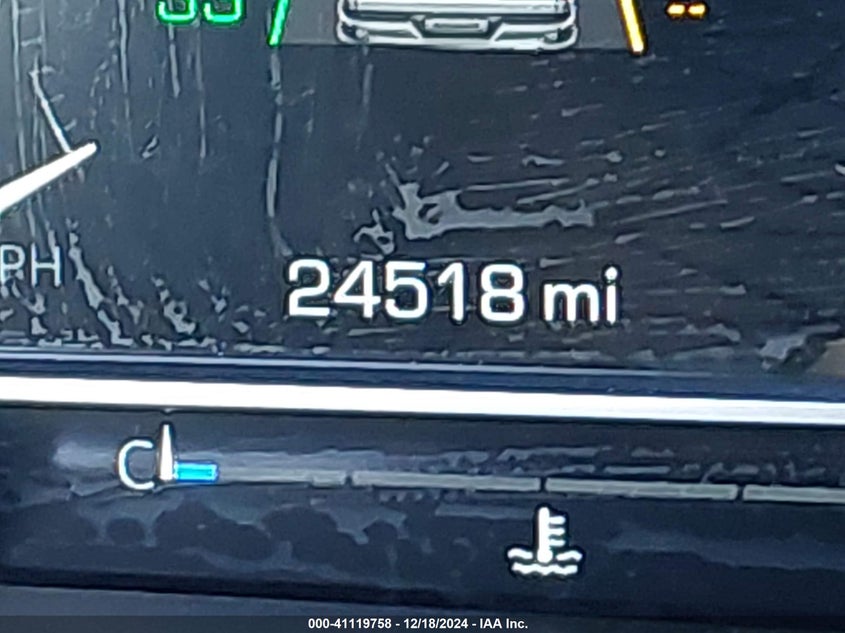 PH
24518 mi
C
000-41119758 - 12/18/2024 - IAA Inc.